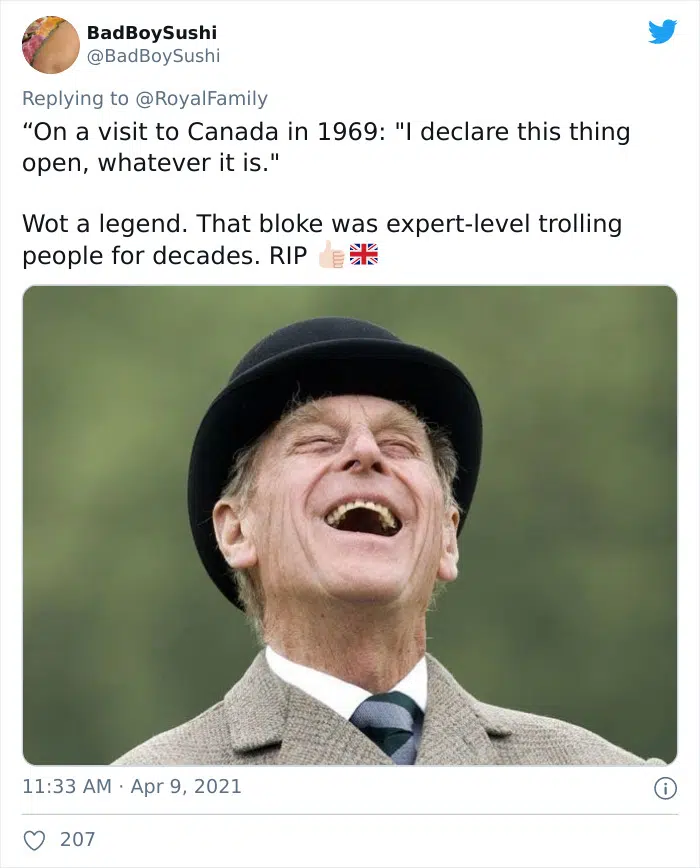 BadBoySushi
@BadBoySushi
Replying to @RoyalFamily
“On a visit to Canada in 1969: "I declare this thing
open, whatever it is."
Wot a legend. That bloke was expert-level trolling
people for decades. RIP 👍🏻🇬🇧
11:33 AM · Apr 9, 2021
207